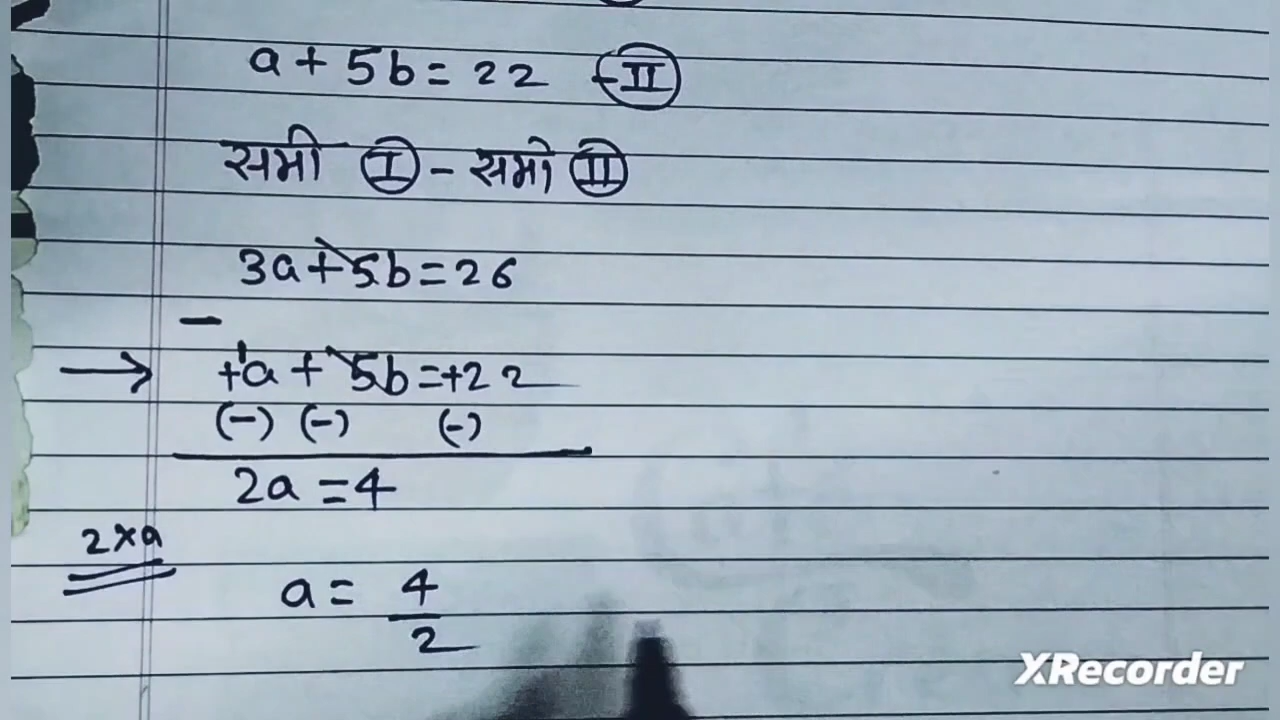 a + 5b = 22 - II
समी I - समी II
3a + 5b = 26
-
→ +a + 5b = +22
(-) (-) (-)
2a = 4
2×a
a = 4
2
XRecorder